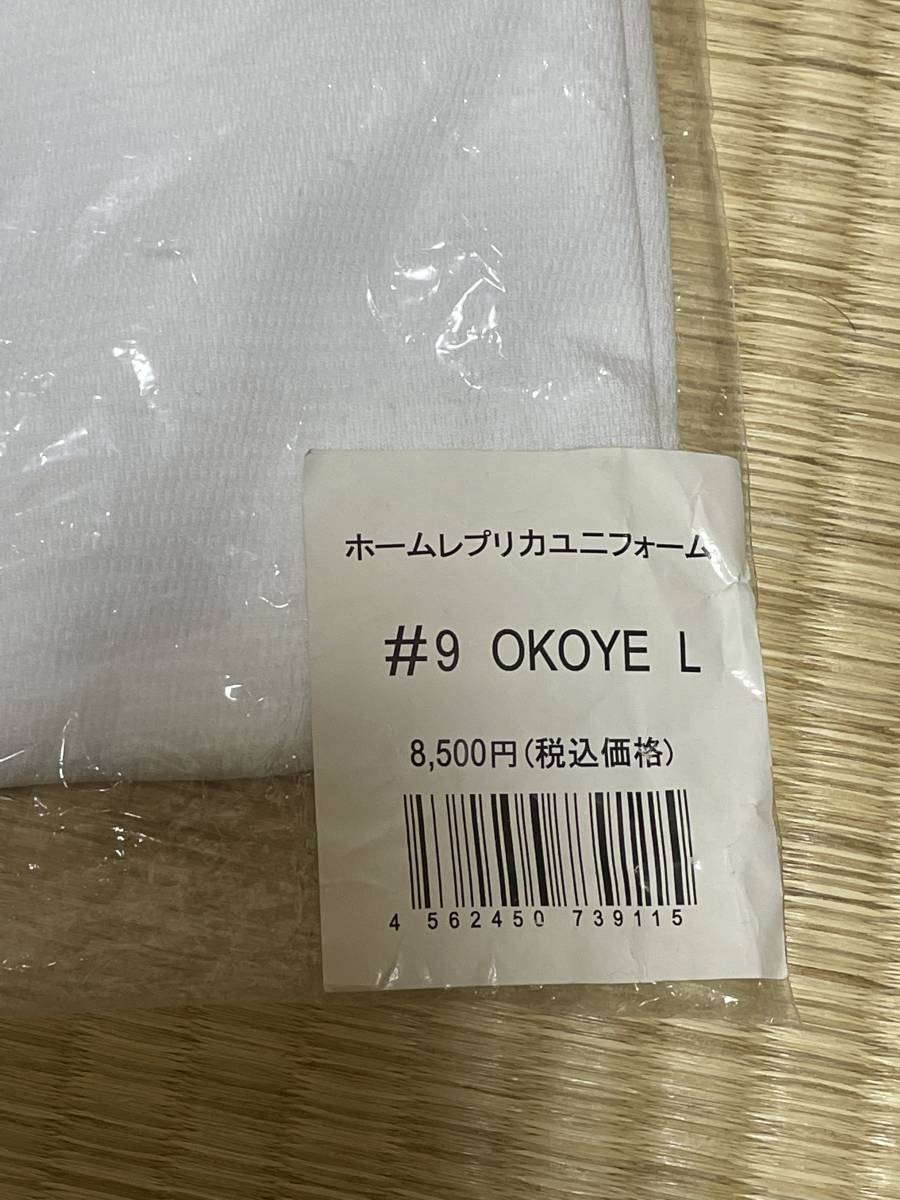 ホームレプリカユニフォーム
#9 OKOYE L
8,500円(税込価格)
4 562450 739115